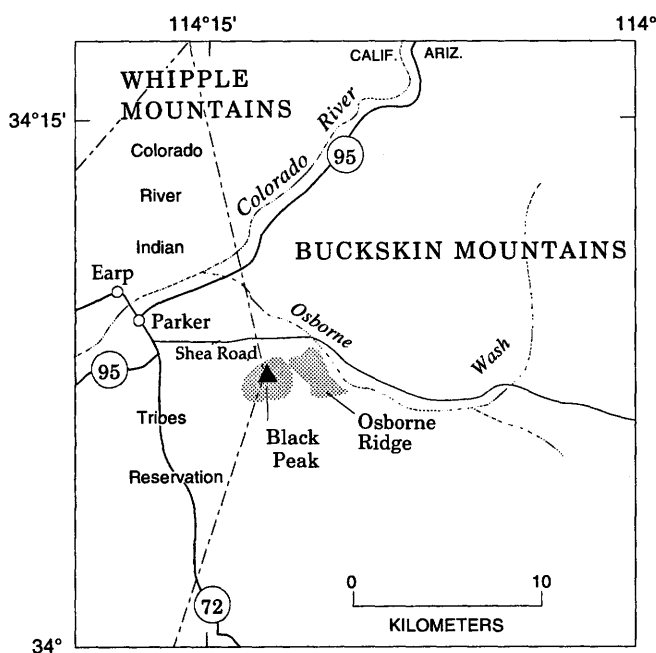 114°15'
114°
34°15'
CALIF.
ARIZ.
WHIPPLE
MOUNTAINS
Colorado River
95
Colorado
River
Indian
BUCKSKIN MOUNTAINS
Earp
Parker
Osborne
Wash
Shea Road
95
Black
Peak
Osborne
Ridge
Tribes
Reservation
72
0
10
KILOMETERS
34°